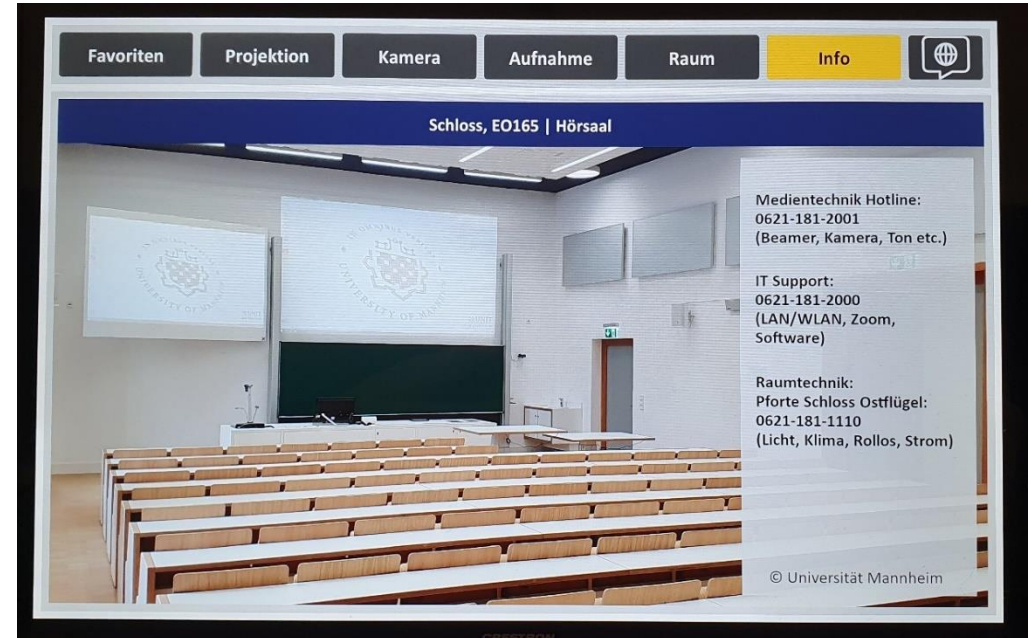 Favoriten
Projektion
Kamera
Aufnahme
Raum
Info
Schloss, EO165 | Hörsaal
Medientechnik Hotline:
0621-181-2001
(Beamer, Kamera, Ton etc.)
IT Support:
0621-181-2000
(LAN/WLAN, Zoom,
Software)
Raumtechnik:
Pforte Schloss Ostflügel:
0621-181-1110
(Licht, Klima, Rollos, Strom)
© Universität Mannheim
CRESTRON